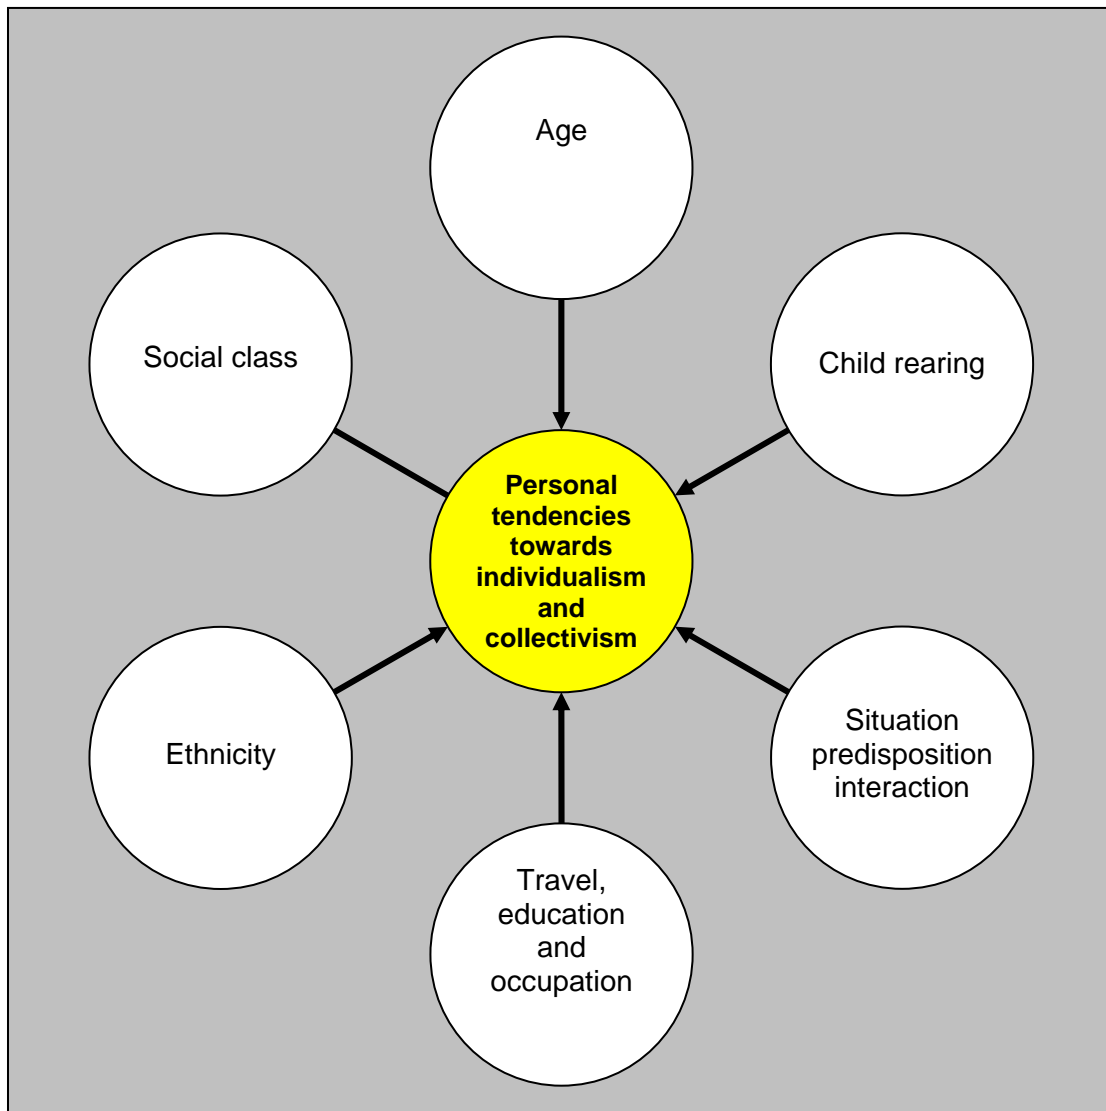 Age
Social class
Child rearing
Personal
tendencies
towards
individualism
and
collectivism
Ethnicity
Situation
predisposition
interaction
Travel,
education
and
occupation